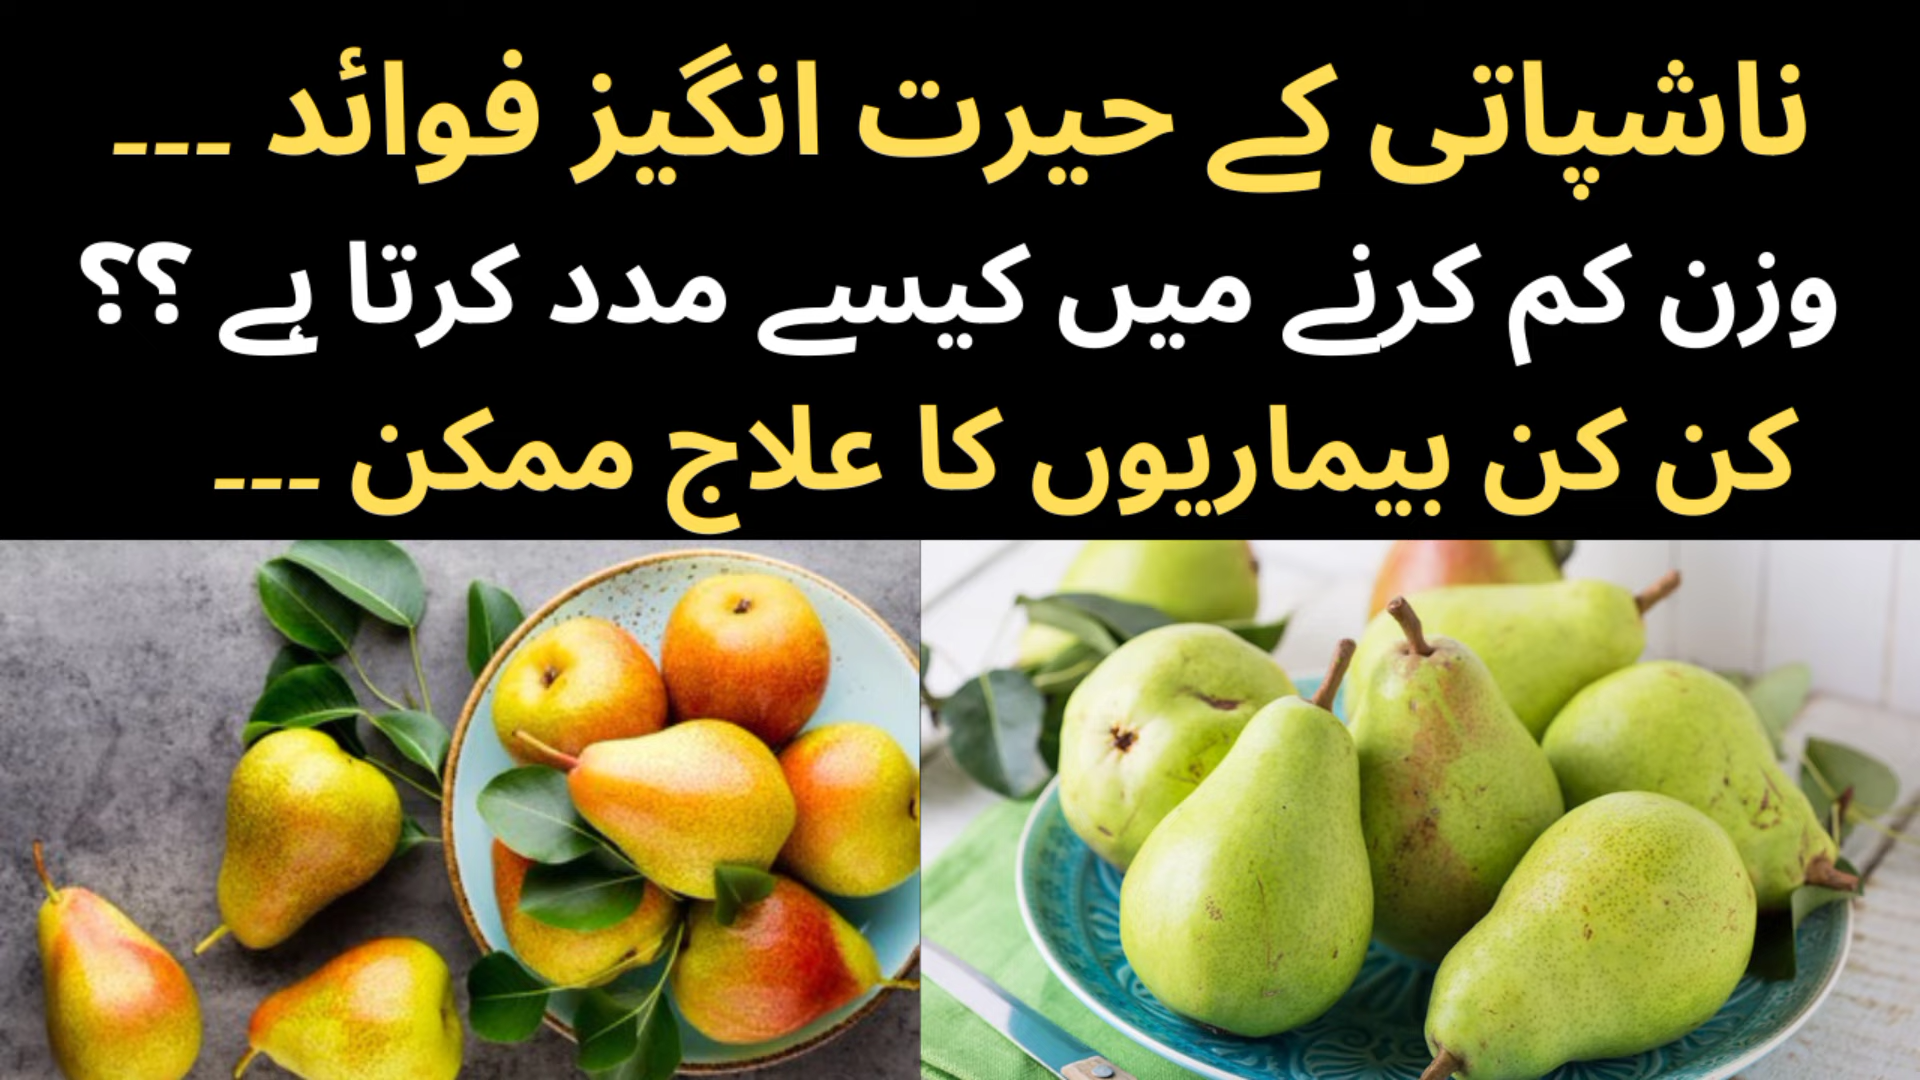 ناشپاتی کے حیرت انگیز فوائد ---
وزن کم کرنے میں کیسے مدد کرتا ہے ؟؟
کن کن بیماریوں کا علاج ممکن ---